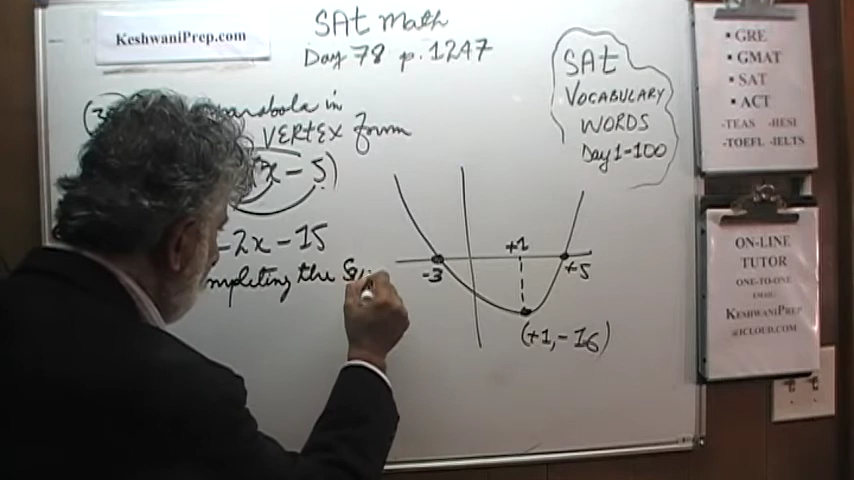 KeshwaniPrep.com
SAt Math
Day 78 p. 1247
parabola in
VERTEX form
x - 5)
- 2x - 15
mpleting the
-3
+1
+5
(+1, - 16)
SAt
VOCABULARY
WORDS
Day 1-100
• GRE
• GMAT
• SAT
• ACT
-TEAS -HESI
-TOEFL -IELTS
ON-LINE
TUTOR
ONE-TO-ONE
EMAIL:
KESHWANIPREP
@ICLOUD.COM